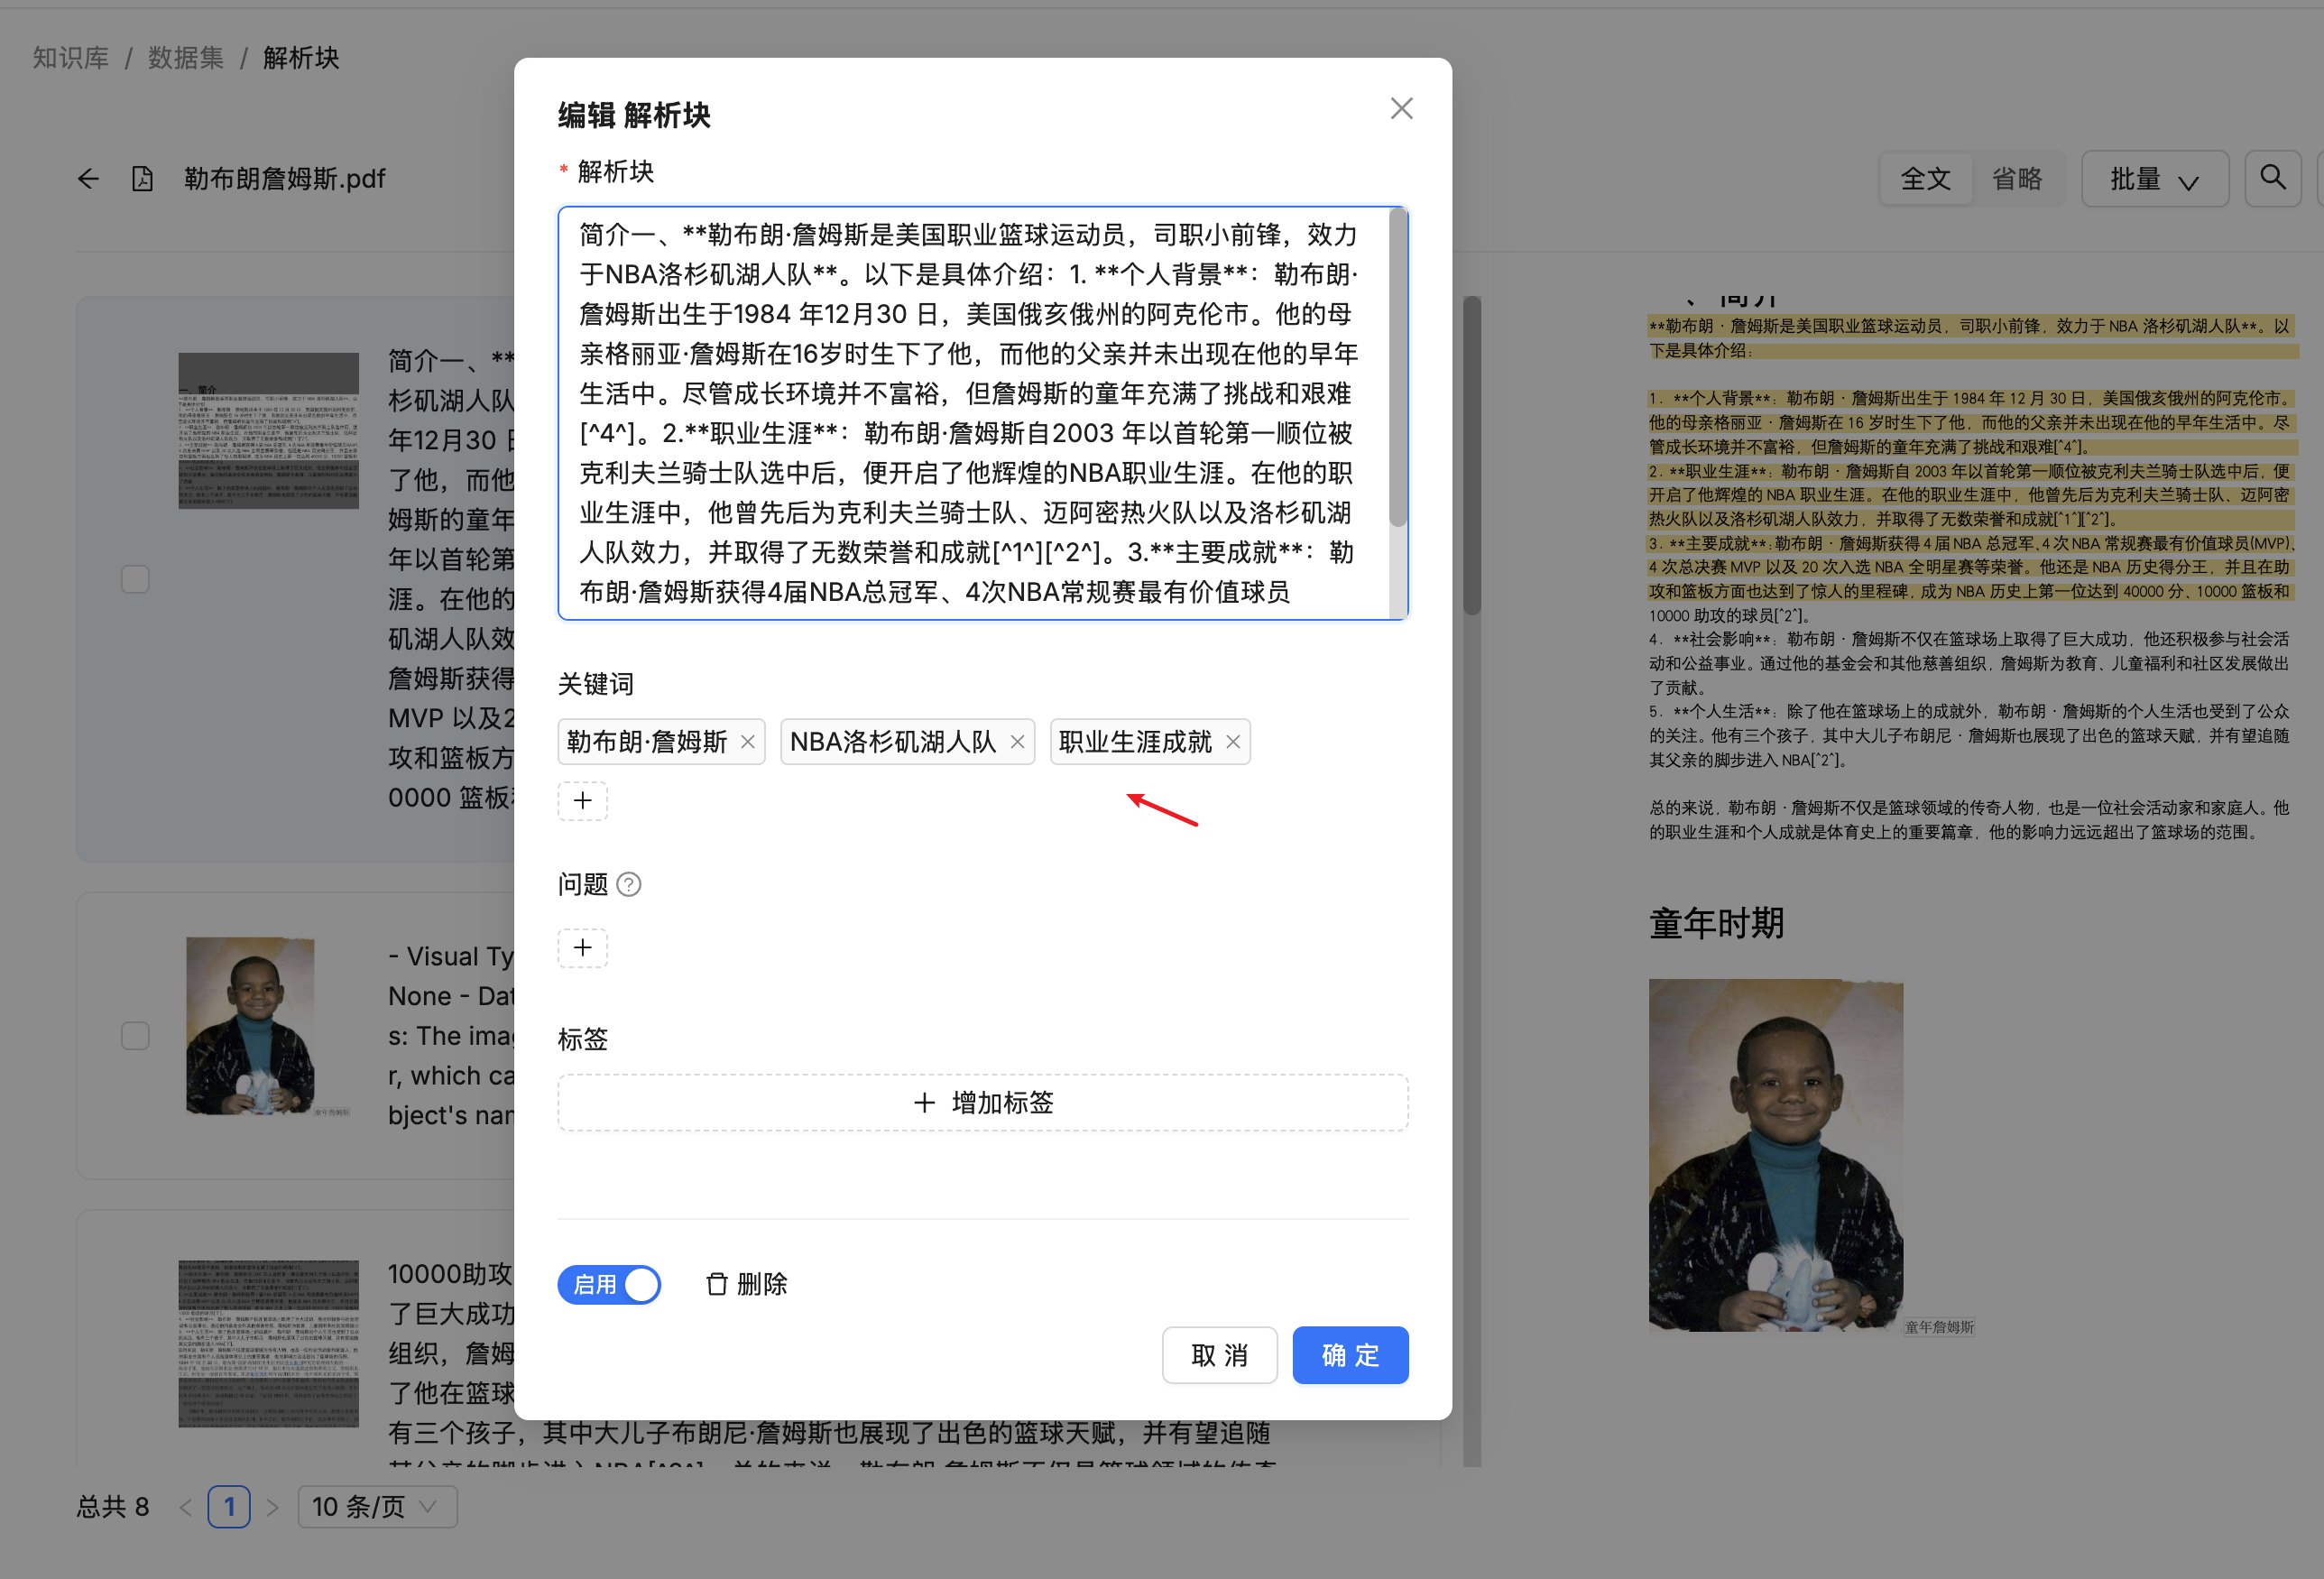 知识库 / 数据集 / 解析块
勒布朗詹姆斯.pdf
全文 省略 批量
简介一、**
杉矶湖人队
年12月30
了他，而他
姆斯的童年
年以首轮第
涯。在他的
矶湖人队效
詹姆斯获得
MVP 以及2
攻和篮板方
0000 篮板
- Visual Ty
None - Dat
s: The ima
r, which ca
bject's nam
童年詹姆斯
10000助攻
了巨大成功
组织，詹姆
了他在篮球
有三个孩子，其中大儿子布朗尼·詹姆斯也展现了出色的篮球天赋，并有望追随
总共 8 < 1 > 10 条/页
编辑 解析块
* 解析块
简介一、**勒布朗·詹姆斯是美国职业篮球运动员，司职小前锋，效力
于NBA洛杉矶湖人队**。以下是具体介绍：1. **个人背景**：勒布朗·
詹姆斯出生于1984 年12月30 日，美国俄亥俄州的阿克伦市。他的母
亲格丽亚·詹姆斯在16岁时生下了他，而他的父亲并未出现在他的早年
生活中。尽管成长环境并不富裕，但詹姆斯的童年充满了挑战和艰难
[^4^]。2.**职业生涯**：勒布朗·詹姆斯自2003 年以首轮第一顺位被
克利夫兰骑士队选中后，便开启了他辉煌的NBA职业生涯。在他的职
业生涯中，他曾先后为克利夫兰骑士队、迈阿密热火队以及洛杉矶湖
人队效力，并取得了无数荣誉和成就[^1^][^2^]。3.**主要成就**：勒
布朗·詹姆斯获得4届NBA总冠军、4次NBA常规赛最有价值球员
关键词
勒布朗·詹姆斯 NBA洛杉矶湖人队 职业生涯成就
+
问题
+
标签
+ 增加标签
启用 删除
取 消 确 定
**勒布朗 · 詹姆斯是美国职业篮球运动员，司职小前锋，效力于 NBA 洛杉矶湖人队**。以
下是具体介绍：
1. **个人背景**：勒布朗 · 詹姆斯出生于 1984 年 12 月 30 日，美国俄亥俄州的阿克伦市。
他的母亲格丽亚 · 詹姆斯在 16 岁时生下了他，而他的父亲并未出现在他的早年生活中。尽
管成长环境并不富裕，但詹姆斯的童年充满了挑战和艰难[^4^]。
2. **职业生涯**：勒布朗 · 詹姆斯自 2003 年以首轮第一顺位被克利夫兰骑士队选中后，便
开启了他辉煌的 NBA 职业生涯。在他的职业生涯中，他曾先后为克利夫兰骑士队、迈阿密
热火队以及洛杉矶湖人队效力，并取得了无数荣誉和成就[^1^][^2^]。
3. **主要成就**：勒布朗 · 詹姆斯获得 4 届 NBA 总冠军、4 次 NBA 常规赛最有价值球员(MVP)、
4 次总决赛 MVP 以及 20 次入选 NBA 全明星赛等荣誉。他还是 NBA 历史得分王，并且在助
攻和篮板方面也达到了惊人的里程碑，成为 NBA 历史上第一位达到 40000 分、10000 篮板和
10000 助攻的球员[^2^]。
4. **社会影响**：勒布朗 · 詹姆斯不仅在篮球场上取得了巨大成功，他还积极参与社会活
动和公益事业。通过他的基金会和其他慈善组织，詹姆斯为教育、儿童福利和社区发展做出
了贡献。
5. **个人生活**：除了他在篮球场上的成就外，勒布朗 · 詹姆斯的个人生活也受到了公众
的关注。他有三个孩子，其中大儿子布朗尼 · 詹姆斯也展现了出色的篮球天赋，并有望追随
其父亲的脚步进入 NBA[^2^]。
总的来说，勒布朗 · 詹姆斯不仅是篮球领域的传奇人物，也是一位社会活动家和家庭人。他
的职业生涯和个人成就是体育史上的重要篇章，他的影响力远远超出了篮球场的范围。
童年时期
童年詹姆斯